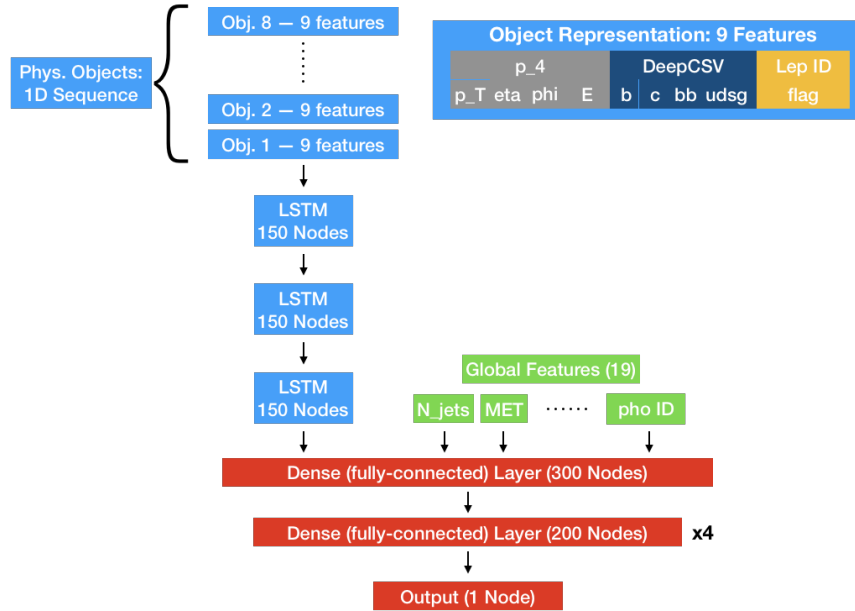 Obj. 8 — 9 features
Phys. Objects:
1D Sequence
Obj. 2 — 9 features
Obj. 1 — 9 features
Object Representation: 9 Features
p_4 DeepCSV Lep ID
p_T eta phi E b c bb udsg flag
LSTM
150 Nodes
LSTM
150 Nodes
LSTM
150 Nodes
Global Features (19)
N_jets MET ...... pho ID
Dense (fully-connected) Layer (300 Nodes)
Dense (fully-connected) Layer (200 Nodes) x4
Output (1 Node)